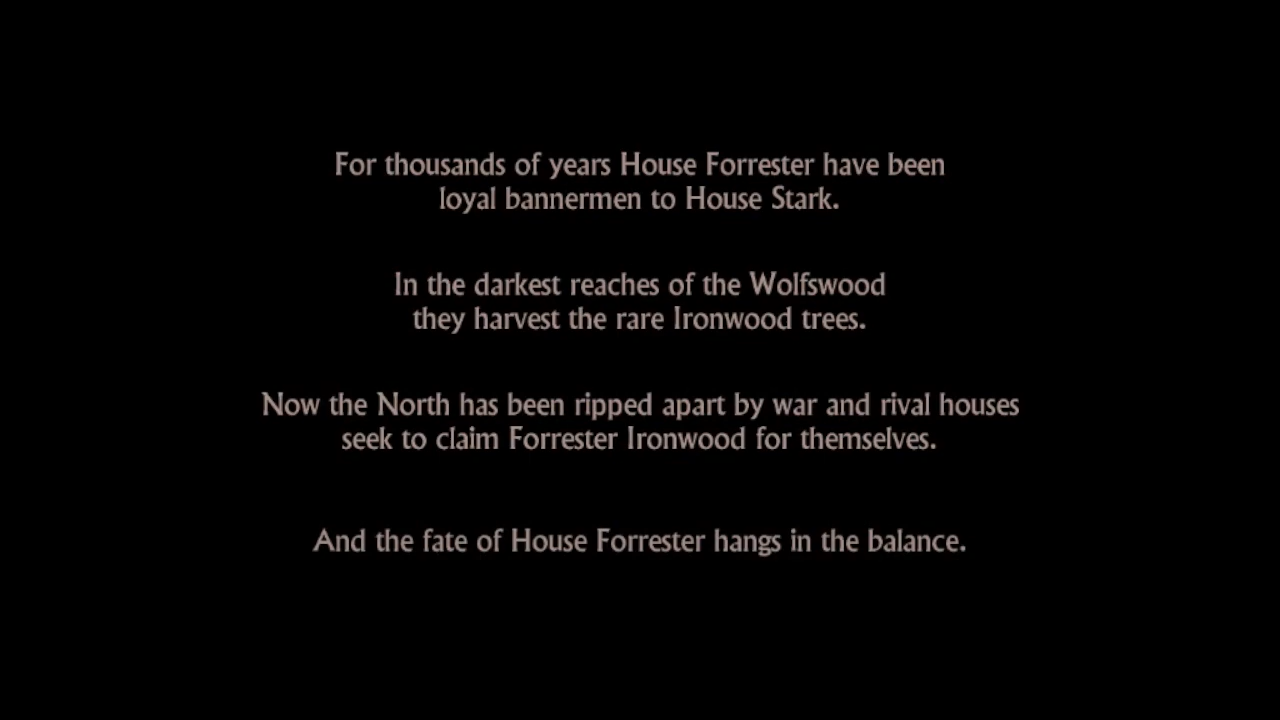 For thousands of years House Forrester have been
loyal bannermen to House Stark.
In the darkest reaches of the Wolfswood
they harvest the rare Ironwood trees.
Now the North has been ripped apart by war and rival houses
seek to claim Forrester Ironwood for themselves.
And the fate of House Forrester hangs in the balance.